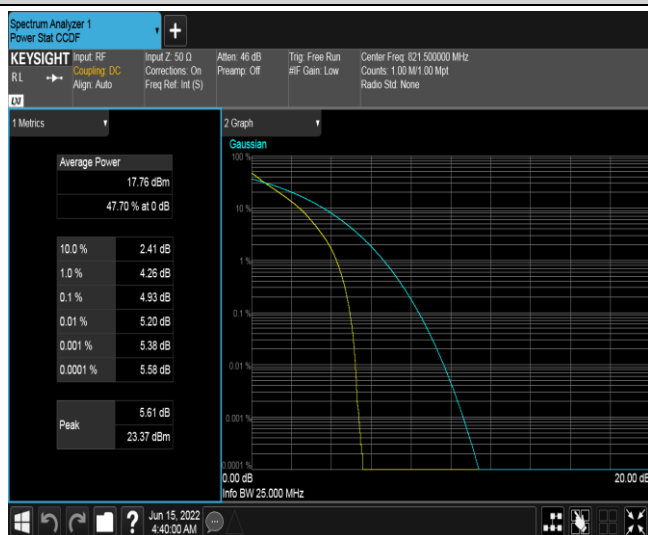 Spectrum Analyzer 1
Power Stat CCDF
+
KEYSIGHT
RL
LXI
Input: RF
Coupling: DC
Align: Auto
Input Z: 50 Ω
Corrections: On
Freq Ref: Int (S)
Atten: 46 dB
Preamp: Off
Trig: Free Run
#IF Gain: Low
Center Freq: 821.500000 MHz
Counts: 1.00 M/1.00 Mpt
Radio Std: None
1 Metrics
Average Power
17.76 dBm
47.70 % at 0 dB
10.0 % 2.41 dB
1.0 % 4.26 dB
0.1 % 4.93 dB
0.01 % 5.20 dB
0.001 % 5.38 dB
0.0001 % 5.58 dB
Peak
5.61 dB
23.37 dBm
2 Graph
Gaussian
100 %
10 %
1 %
0.1 %
0.01 %
0.001 %
0.0001 %
0.00 dB 20.00 dB
Info BW 25.000 MHz
?
Jun 15, 2022
4:40:00 AM